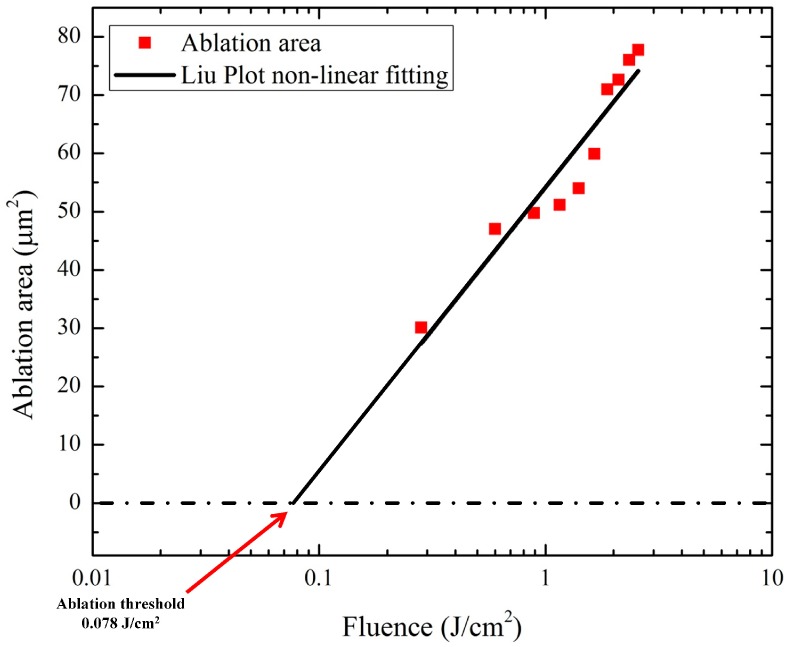 Ablation area
Liu Plot non-linear fitting
80
70
60
50
40
30
20
10
0
Ablation area (μm²)
0.01
0.1
1
10
Ablation threshold
0.078 J/cm²
Fluence (J/cm²)